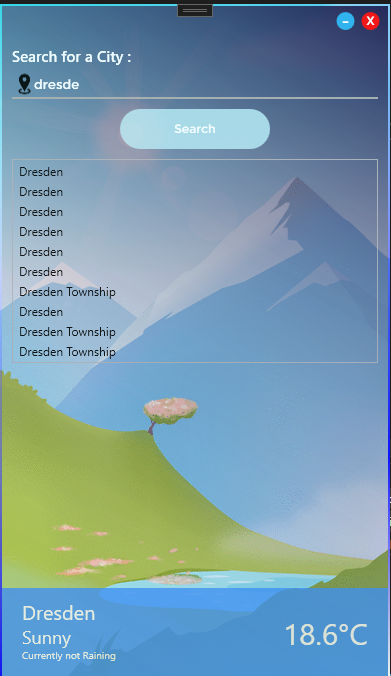 – X
Search for a City :
dresde
Search
Dresden
Dresden
Dresden
Dresden
Dresden
Dresden
Dresden Township
Dresden
Dresden Township
Dresden Township
Dresden
Sunny
18.6°C
Currently not Raining